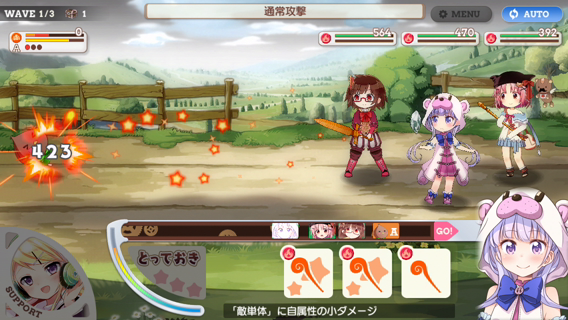 WAVE 1/3 1
通常攻撃
MENU
AUTO
0
A
564
470
392
423
A
GO!
とっておき
SUPPORT
「敵単体」に自属性の小ダメージ